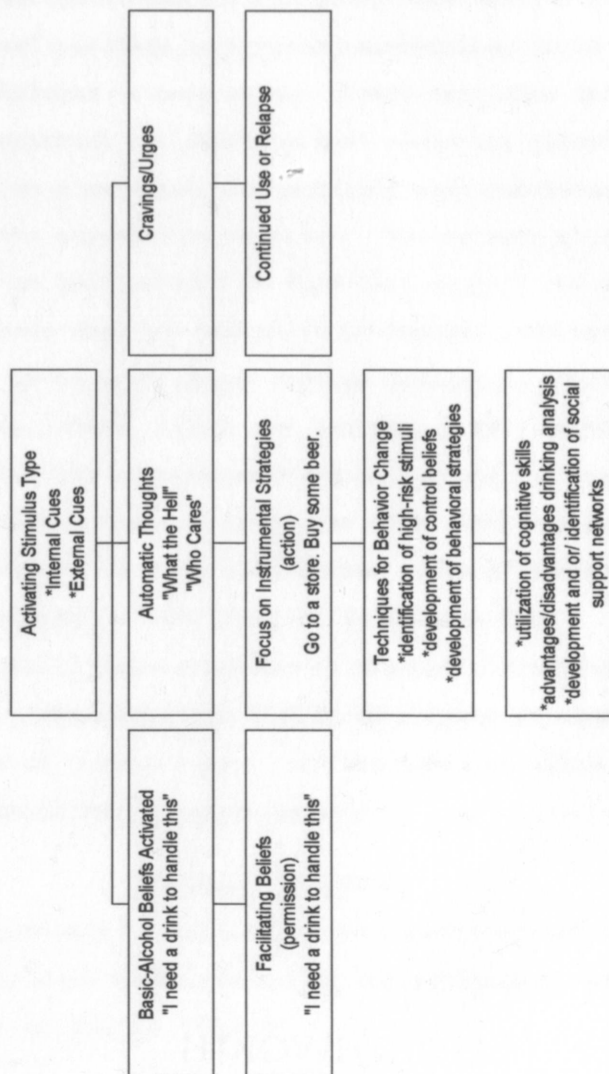 Activating Stimulus Type
*Internal Cues
*External Cues
Basic-Alcohol Beliefs Activated
"I need a drink to handle this"
Automatic Thoughts
"What the Hell"
"Who Cares"
Cravings/Urges
Facilitating Beliefs
(permission)
"I need a drink to handle this"
Focus on Instrumental Strategies
(action)
Go to a store. Buy some beer.
Continued Use or Relapse
Techniques for Behavior Change
*identification of high-risk stimuli
*development of control beliefs
*development of behavioral strategies
*utilization of cognitive skills
*advantages/disadvantages drinking analysis
*development and or/ identification of social
support networks